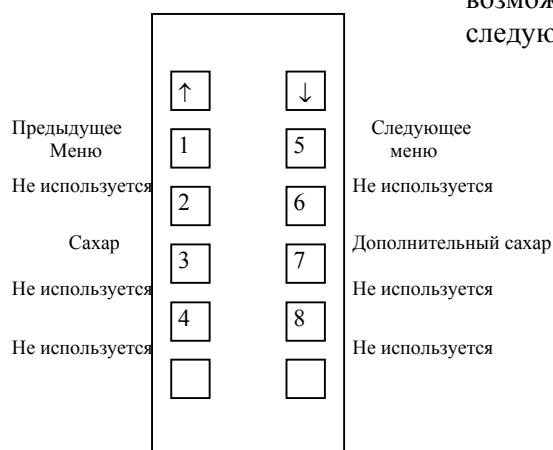 возмож
следую
↑ ↓
Предыдущее
Меню
1
5
Следующее
меню
Не используется
2
6
Не используется
Сахар
3
7
Дополнительный сахар
Не используется
4
8
Не используется
Не используется
Не используется